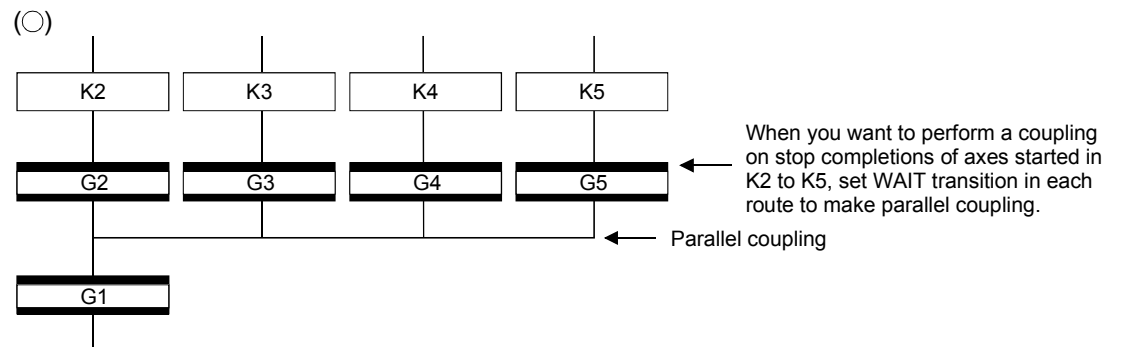 (○)
K2 K3 K4 K5
When you want to perform a coupling
on stop completions of axes started in
K2 to K5, set WAIT transition in each
route to make parallel coupling.
G2 G3 G4 G5
Parallel coupling
G1